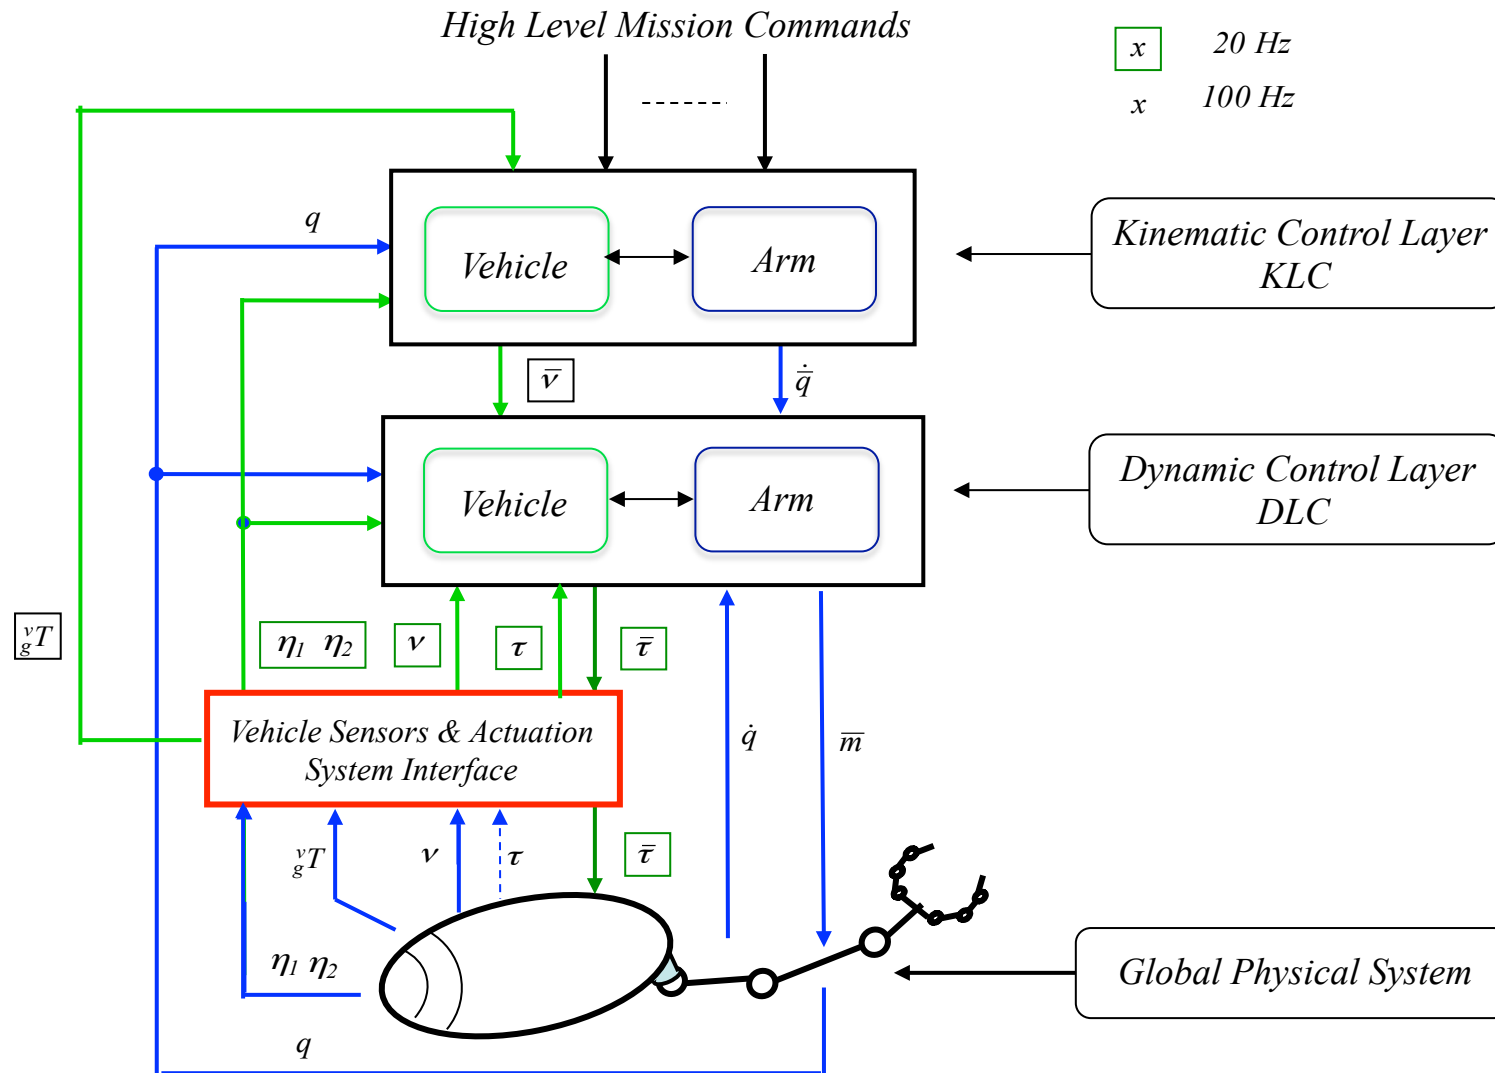 High Level Mission Commands
x 20 Hz
x 100 Hz
q
Vehicle
Arm
Kinematic Control Layer
KLC
ν̅
q̇̅
Vehicle
Arm
Dynamic Control Layer
DLC
ᵛgT
η1 η2
ν
τ
τ̅
Vehicle Sensors & Actuation
System Interface
q̇
m̅
ᵛgT
ν
τ
τ̅
η1 η2
Global Physical System
q